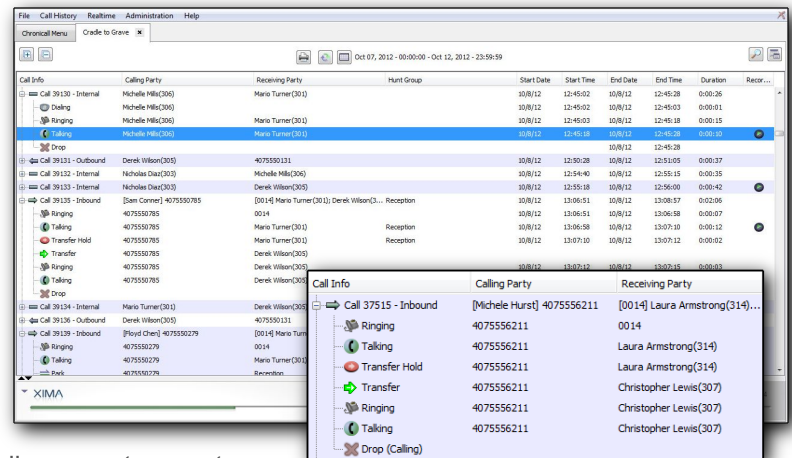 File Call History Realtime Administration Help
Chronicall Menu Cradle to Grave
Oct 07, 2012 - 00:00:00 - Oct 12, 2012 - 23:59:59
Call Info Calling Party Receiving Party Hunt Group Start Date Start Time End Date End Time Duration Recor...
Call 39130 - Internal Michelle Mills(306) Mario Turner(301) 10/8/12 12:45:02 10/8/12 12:45:28 0:00:26
Dialing Michelle Mills(306) 10/8/12 12:45:02 10/8/12 12:45:03 0:00:01
Ringing Michelle Mills(306) Mario Turner(301) 10/8/12 12:45:03 10/8/12 12:45:18 0:00:15
Talking Michelle Mills(306) Mario Turner(301) 10/8/12 12:45:18 10/8/12 12:45:28 0:00:10
Drop 10/8/12 12:45:28
Call 39131 - Outbound Derek Wilson(305) 4075550131 10/8/12 12:50:28 10/8/12 12:51:05 0:00:37
Call 39132 - Internal Nicholas Diaz(303) Michelle Mills(306) 10/8/12 12:54:40 10/8/12 12:55:15 0:00:35
Call 39133 - Internal Nicholas Diaz(303) Derek Wilson(305) 10/8/12 12:55:18 10/8/12 12:56:00 0:00:42
Call 39135 - Inbound [Sam Conner] 4075550785 [0014] Mario Turner(301); Derek Wilson(3... Reception 10/8/12 13:06:51 10/8/12 13:08:57 0:02:06
Ringing 4075550785 0014 10/8/12 13:06:51 10/8/12 13:06:58 0:00:07
Talking 4075550785 Mario Turner(301) Reception 10/8/12 13:06:58 10/8/12 13:07:10 0:00:12
Transfer Hold 4075550785 Mario Turner(301) Reception 10/8/12 13:07:10 10/8/12 13:07:12 0:00:02
Transfer 4075550785 Derek Wilson(305)
Ringing 4075550785 Derek Wilson(305) 10/8/12 13:07:12 10/8/12 13:07:15 0:00:03
Talking 4075550785 Derek Wilson(305)
Drop
Call 39134 - Internal Mario Turner(301) Derek Wilson(305)
Call 39136 - Outbound Derek Wilson(305) 4075550131
Call 39139 - Inbound [Floyd Chen] 4075550279 [0014] Mario Turn
Ringing 4075550279 0014
Talking 4075550279 Mario Turner(301)
Park 4075550279 Reception
XIMA
Call Info Calling Party Receiving Party
Call 37515 - Inbound [Michele Hurst] 4075556211 [0014] Laura Armstrong(314)...
Ringing 4075556211 0014
Talking 4075556211 Laura Armstrong(314)
Transfer Hold 4075556211 Laura Armstrong(314)
Transfer 4075556211 Christopher Lewis(307)
Ringing 4075556211 Christopher Lewis(307)
Talking 4075556211 Christopher Lewis(307)
Drop (Calling)